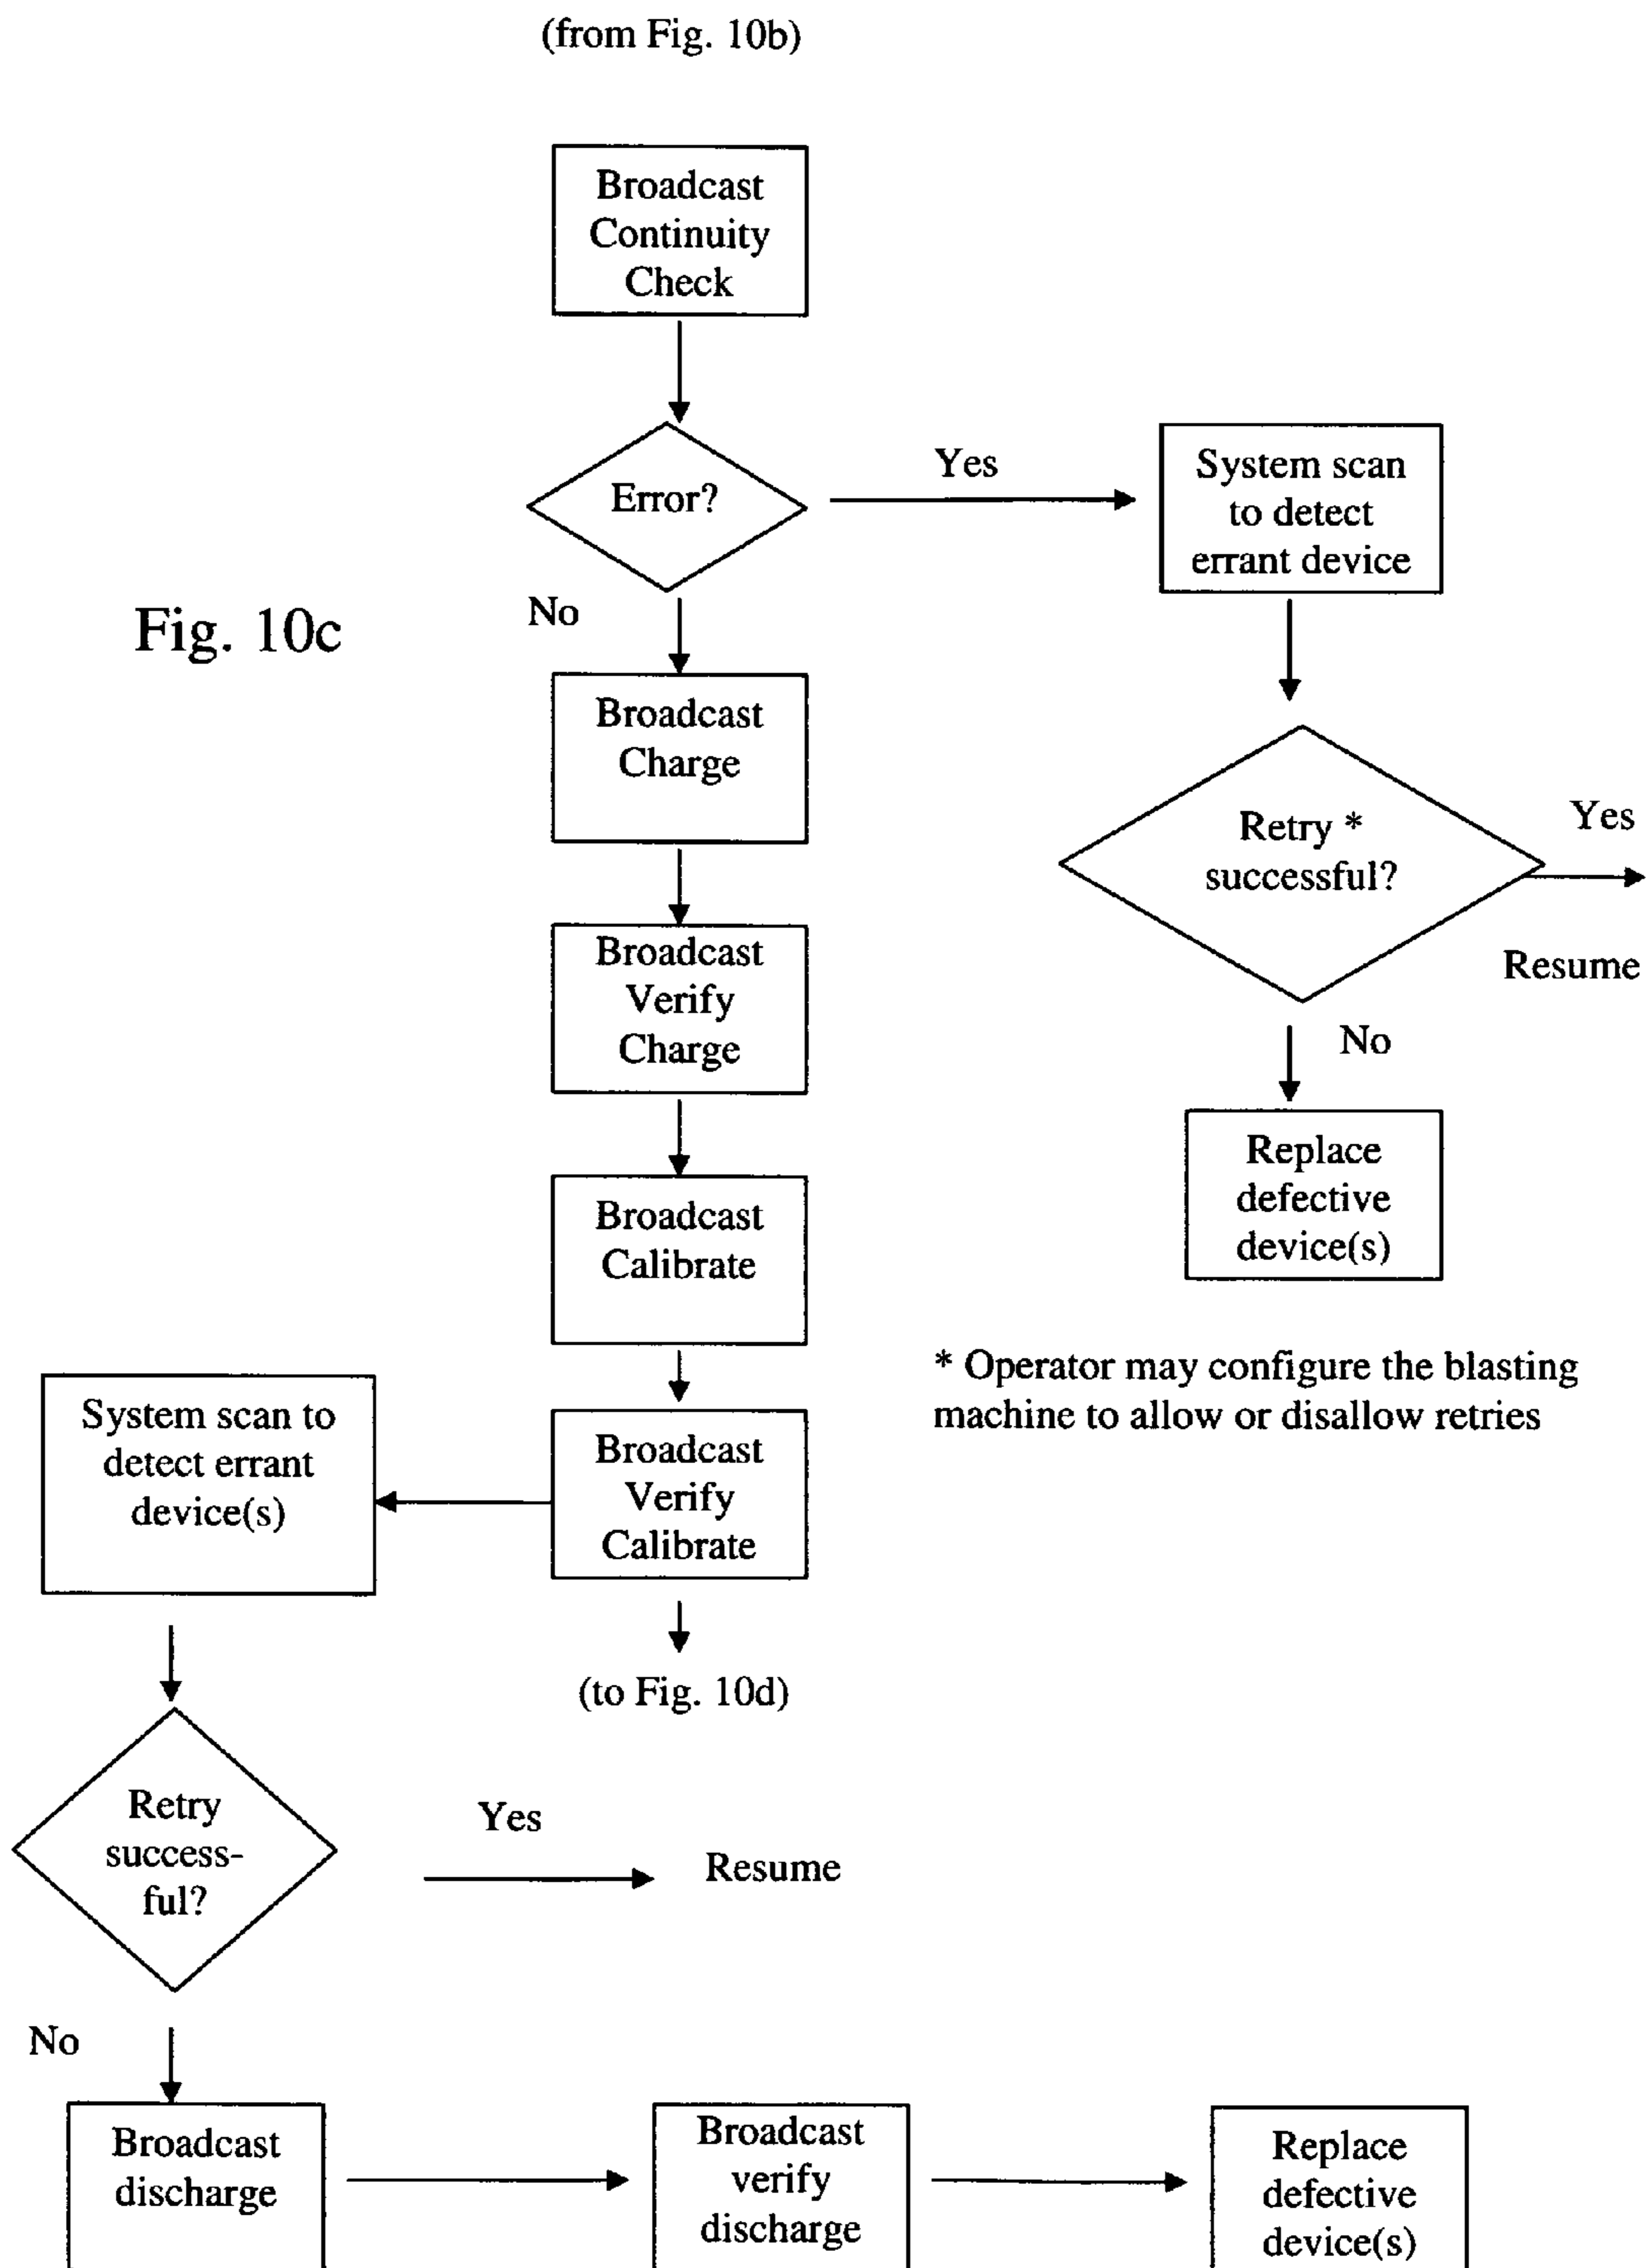 (from Fig. 10b)
Broadcast
Continuity
Check
Error?
Yes
System scan
to detect
errant device
No
Fig. 10c
Broadcast
Charge
Retry *
successful?
Yes
Resume
Broadcast
Verify
Charge
No
Replace
defective
device(s)
Broadcast
Calibrate
* Operator may configure the blasting
machine to allow or disallow retries
System scan to
detect errant
device(s)
Broadcast
Verify
Calibrate
(to Fig. 10d)
Retry
success-
ful?
Yes
Resume
No
Broadcast
discharge
Broadcast
verify
discharge
Replace
defective
device(s)